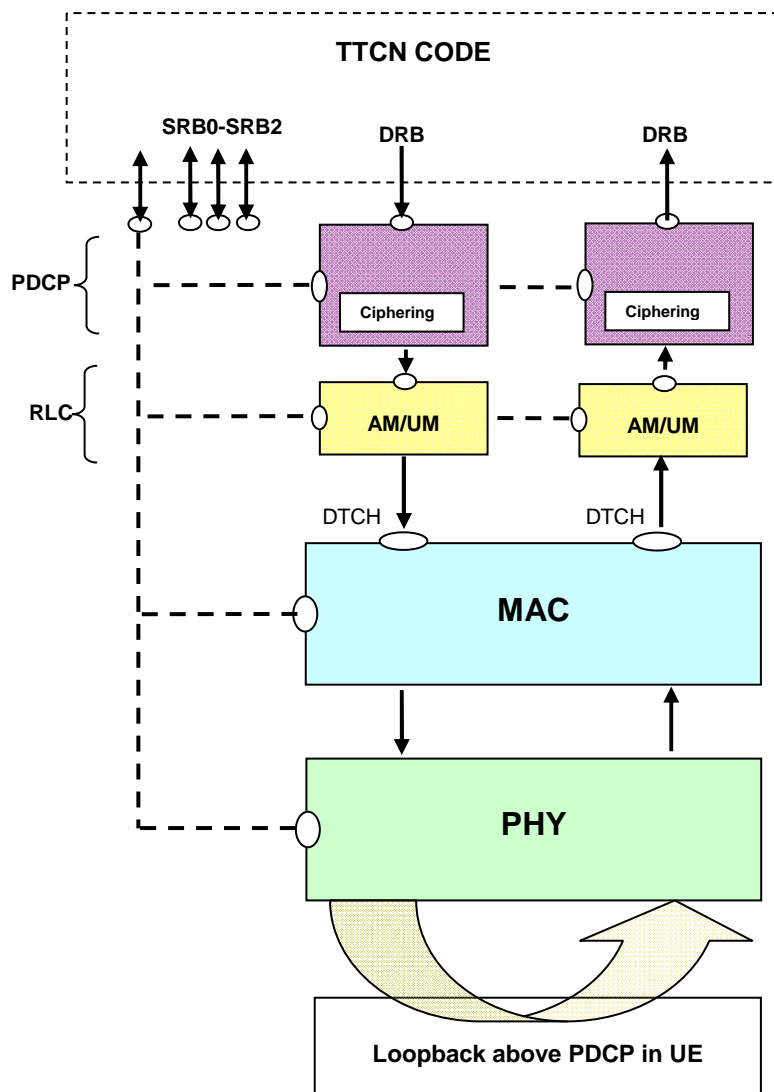 TTCN CODE
SRB0-SRB2
DRB
DRB
PDCP
Ciphering
Ciphering
RLC
AM/UM
AM/UM
DTCH
DTCH
MAC
PHY
Loopback above PDCP in UE